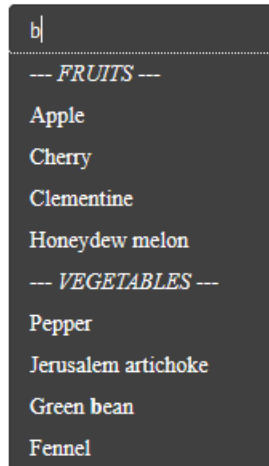 b
--- FRUITS ---
Apple
Cherry
Clementine
Honeydew melon
--- VEGETABLES ---
Pepper
Jerusalem artichoke
Green bean
Fennel